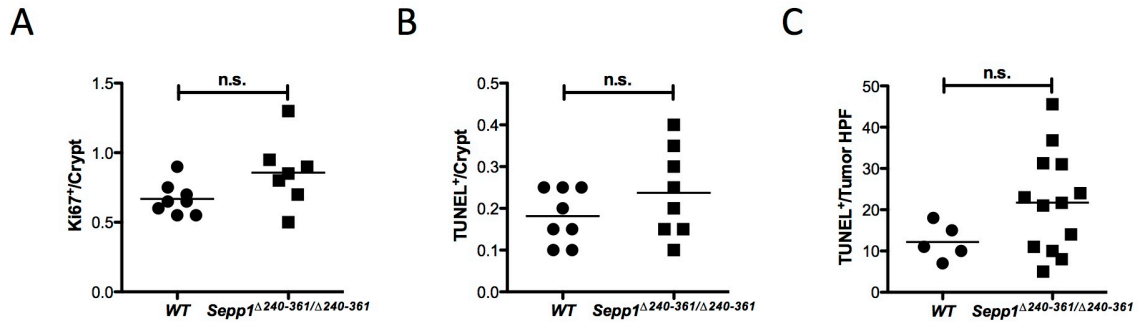 A
n.s.
1.5
1.0
0.5
0.0
Ki67+/Crypt
WT Sepp1Δ240-361/Δ240-361
B
n.s.
0.5
0.4
0.3
0.2
0.1
0.0
TUNEL+/Crypt
WT Sepp1Δ240-361/Δ240-361
C
n.s.
50
40
30
20
10
0
TUNEL+/Tumor HPF
WT Sepp1Δ240-361/Δ240-361